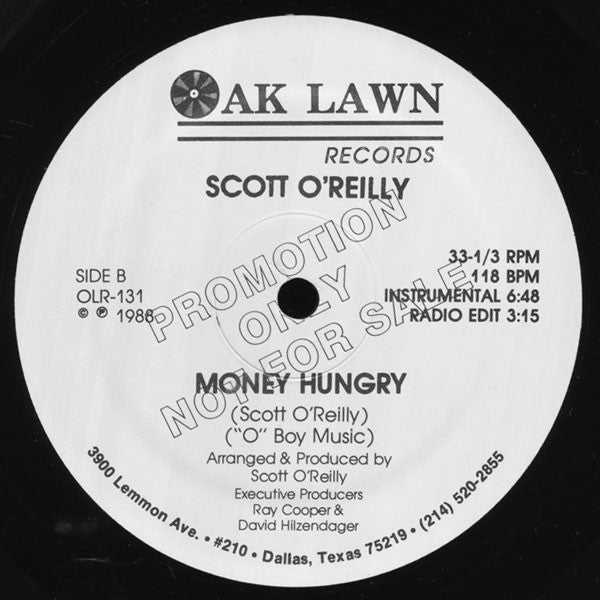 OAK LAWN
RECORDS
SCOTT O'REILLY
PROMOTION
ONLY
NOT FOR SALE
SIDE B
OLR-131
© ℗ 1988
33-1/3 RPM
118 BPM
INSTRUMENTAL 6:48
RADIO EDIT 3:15
MONEY HUNGRY
(Scott O'Reilly)
("O" Boy Music)
Arranged & Produced by
Scott O'Reilly
Executive Producers
Ray Cooper &
David Hilzendager
3900 Lemmon Ave. • #210 • Dallas, Texas 75219 • (214) 520-2855